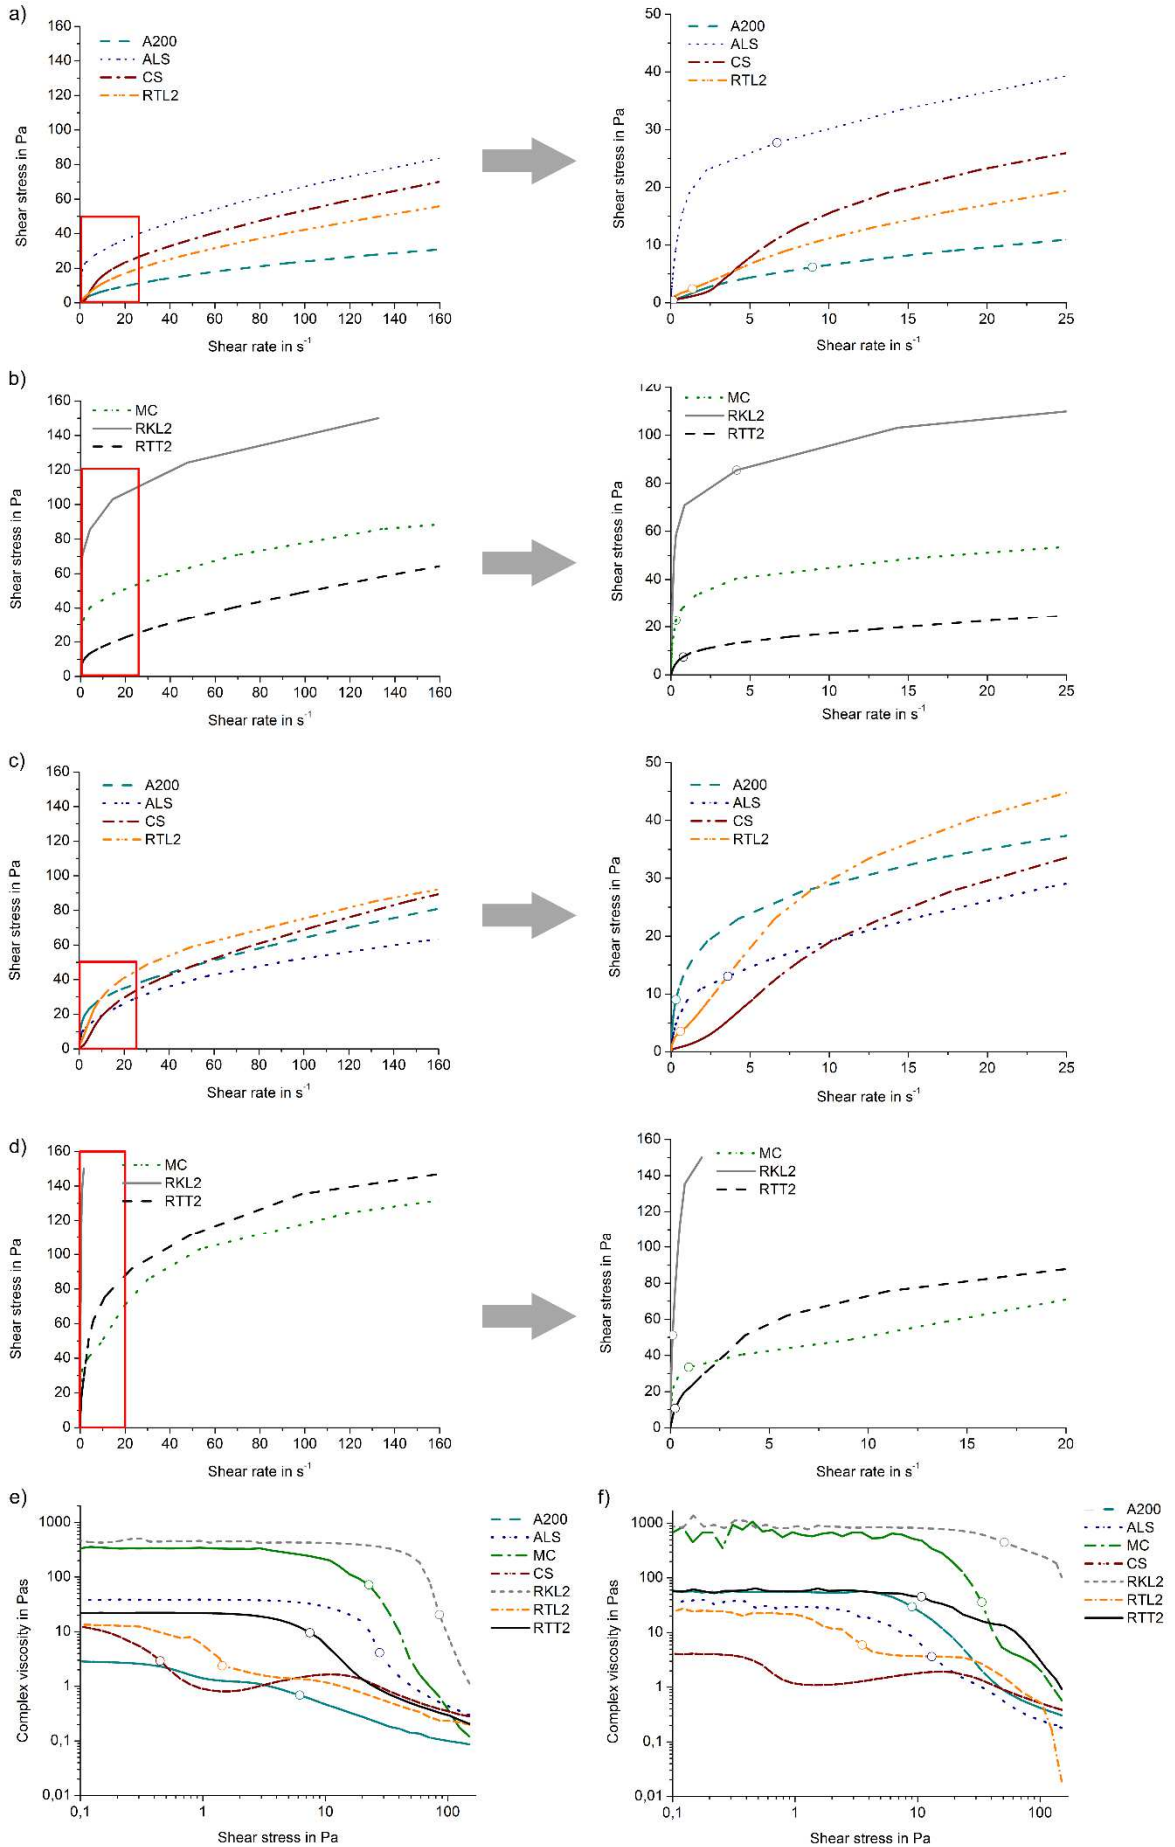 a)
160
140
120
100
80
60
40
20
0
Shear stress in Pa
A200
ALS
CS
RTL2
0 20 40 60 80 100 120 140 160
Shear rate in s⁻¹
50
40
30
20
10
0
Shear stress in Pa
A200
ALS
CS
RTL2
0 5 10 15 20 25
Shear rate in s⁻¹
b)
160
140
120
100
80
60
40
20
0
Shear stress in Pa
MC
RKL2
RTT2
0 20 40 60 80 100 120 140 160
Shear rate in s⁻¹
120
100
80
60
40
20
0
Shear stress in Pa
MC
RKL2
RTT2
0 5 10 15 20 25
Shear rate in s⁻¹
c)
160
140
120
100
80
60
40
20
0
Shear stress in Pa
A200
ALS
CS
RTL2
0 20 40 60 80 100 120 140 160
Shear rate in s⁻¹
50
40
30
20
10
0
Shear stress in Pa
A200
ALS
CS
RTL2
0 5 10 15 20 25
Shear rate in s⁻¹
d)
160
140
120
100
80
60
40
20
0
Shear stress in Pa
MC
RKL2
RTT2
0 20 40 60 80 100 120 140 160
Shear rate in s⁻¹
160
140
120
100
80
60
40
20
0
Shear stress in Pa
MC
RKL2
RTT2
0 5 10 15 20
Shear rate in s⁻¹
e)
1000
100
10
1
0,1
0,01
Complex viscosity in Pas
A200
ALS
MC
CS
RKL2
RTL2
RTT2
0,1 1 10 100
Shear stress in Pa
f)
1000
100
10
1
0,1
0,01
Complex viscosity in Pas
A200
ALS
MC
CS
RKL2
RTL2
RTT2
0,1 1 10 100
Shear stress in Pa